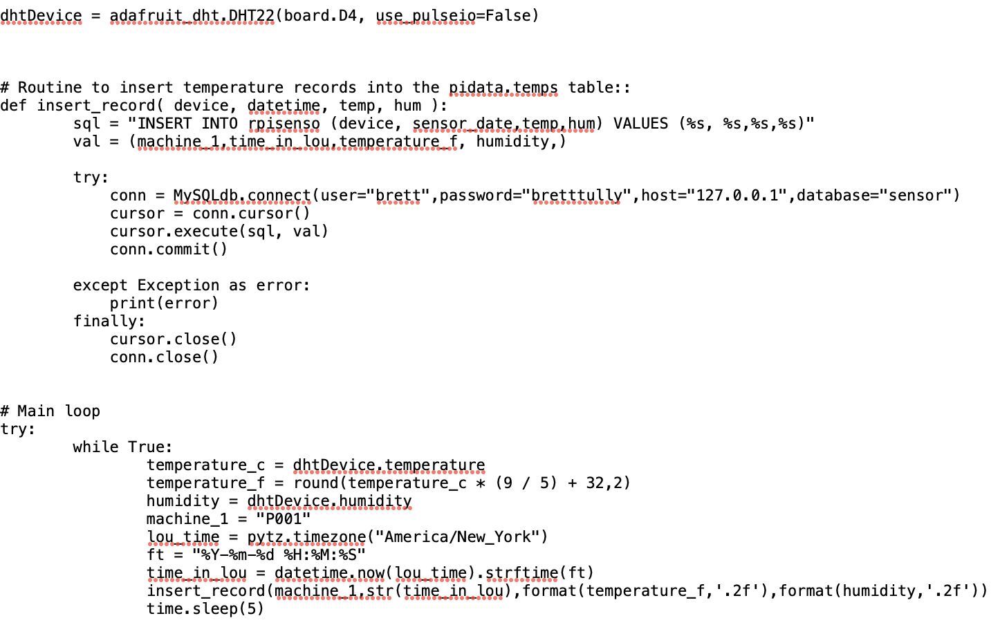 dhtDevice = adafruit_dht.DHT22(board.D4, use_pulseio=False)
# Routine to insert temperature records into the pidata.temps table::
def insert_record( device, datetime, temp, hum ):
sql = "INSERT INTO rpisenso (device, sensor_date,temp,hum) VALUES (%s, %s,%s,%s)"
val = (machine_1,time_in_lou,temperature_f, humidity,)
try:
conn = MySQLdb.connect(user="brett",password="bretttully",host="127.0.0.1",database="sensor")
cursor = conn.cursor()
cursor.execute(sql, val)
conn.commit()
except Exception as error:
print(error)
finally:
cursor.close()
conn.close()
# Main loop
try:
while True:
temperature_c = dhtDevice.temperature
temperature_f = round(temperature_c * (9 / 5) + 32,2)
humidity = dhtDevice.humidity
machine_1 = "P001"
lou_time = pytz.timezone("America/New_York")
ft = "%Y-%m-%d %H:%M:%S"
time_in_lou = datetime.now(lou_time).strftime(ft)
insert_record(machine_1,str(time_in_lou),format(temperature_f,'.2f'),format(humidity,'.2f'))
time.sleep(5)